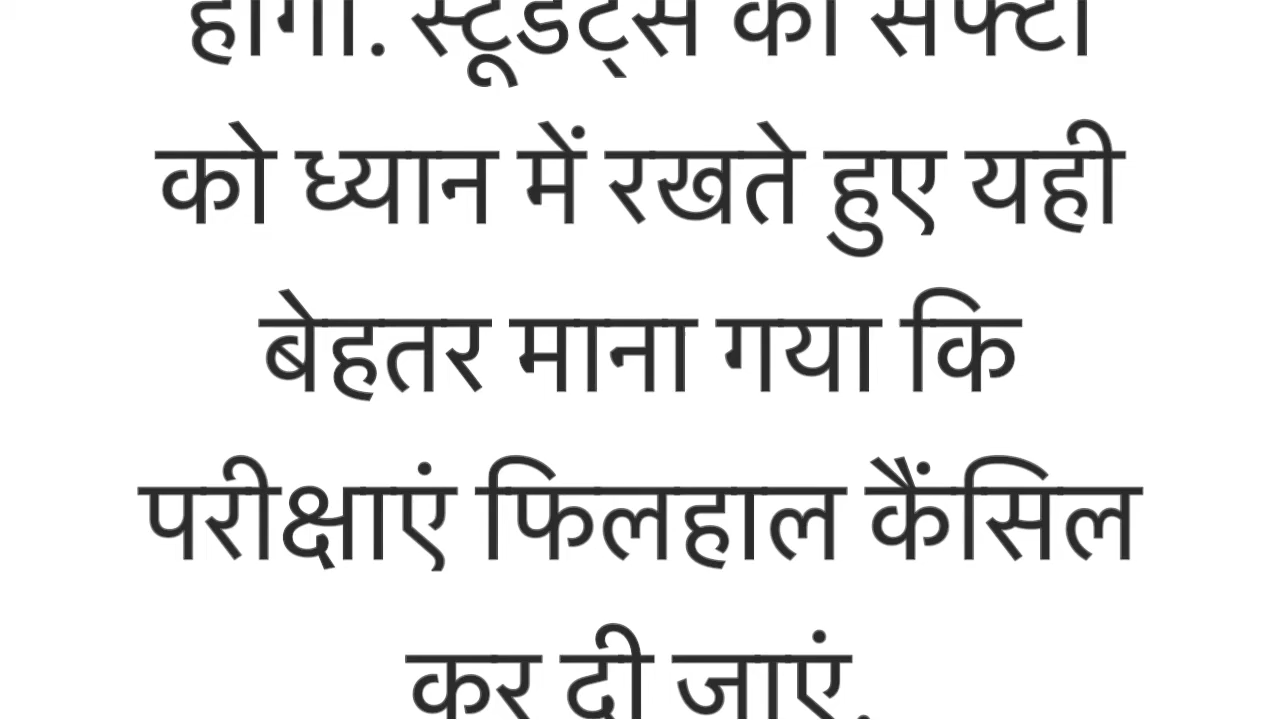 होगा. स्टूडेंट्स की सेफ्टी
को ध्यान में रखते हुए यही
बेहतर माना गया कि
परीक्षाएं फिलहाल कैंसिल
कर दी जाएं.